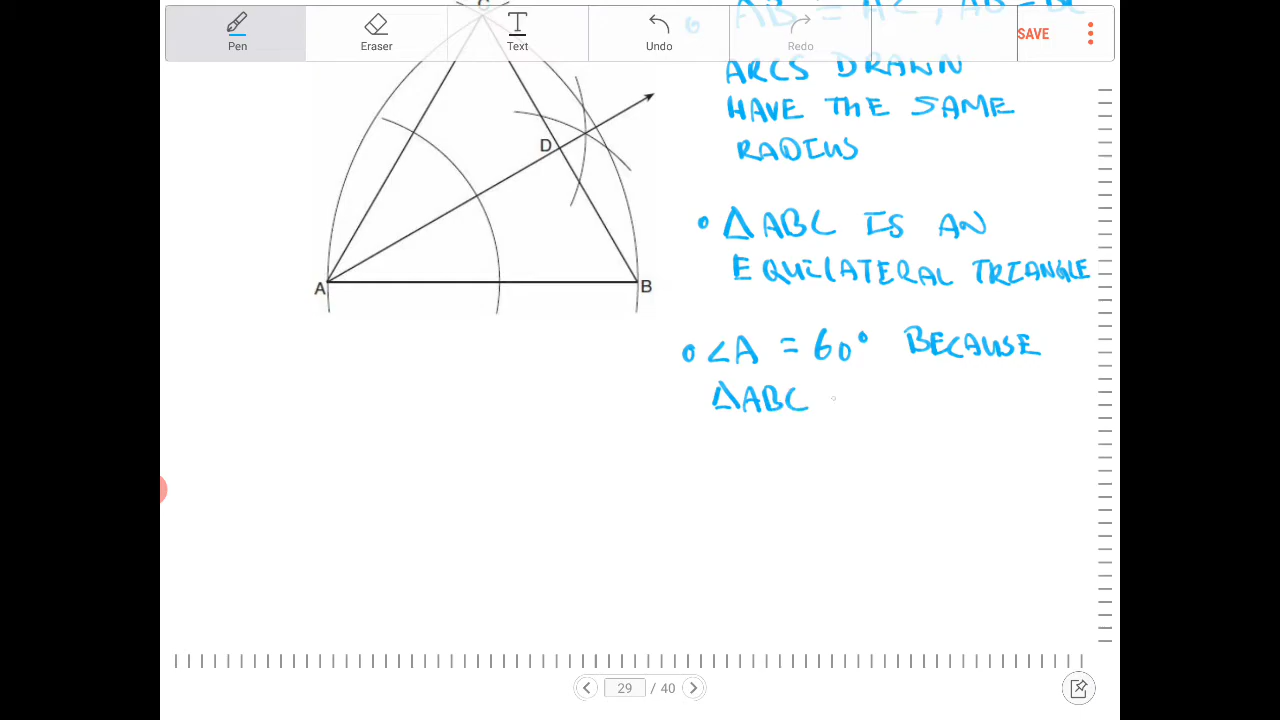 C
Pen
Eraser
Text
Undo
Redo
SAVE
ARCS DRAWN
HAVE THE SAME
RADIUS
D
• ΔABC IS AN
EQUILATERAL TRIANGLE
A
B
• ∠A = 60° BECAUSE
ΔABC
29 / 40